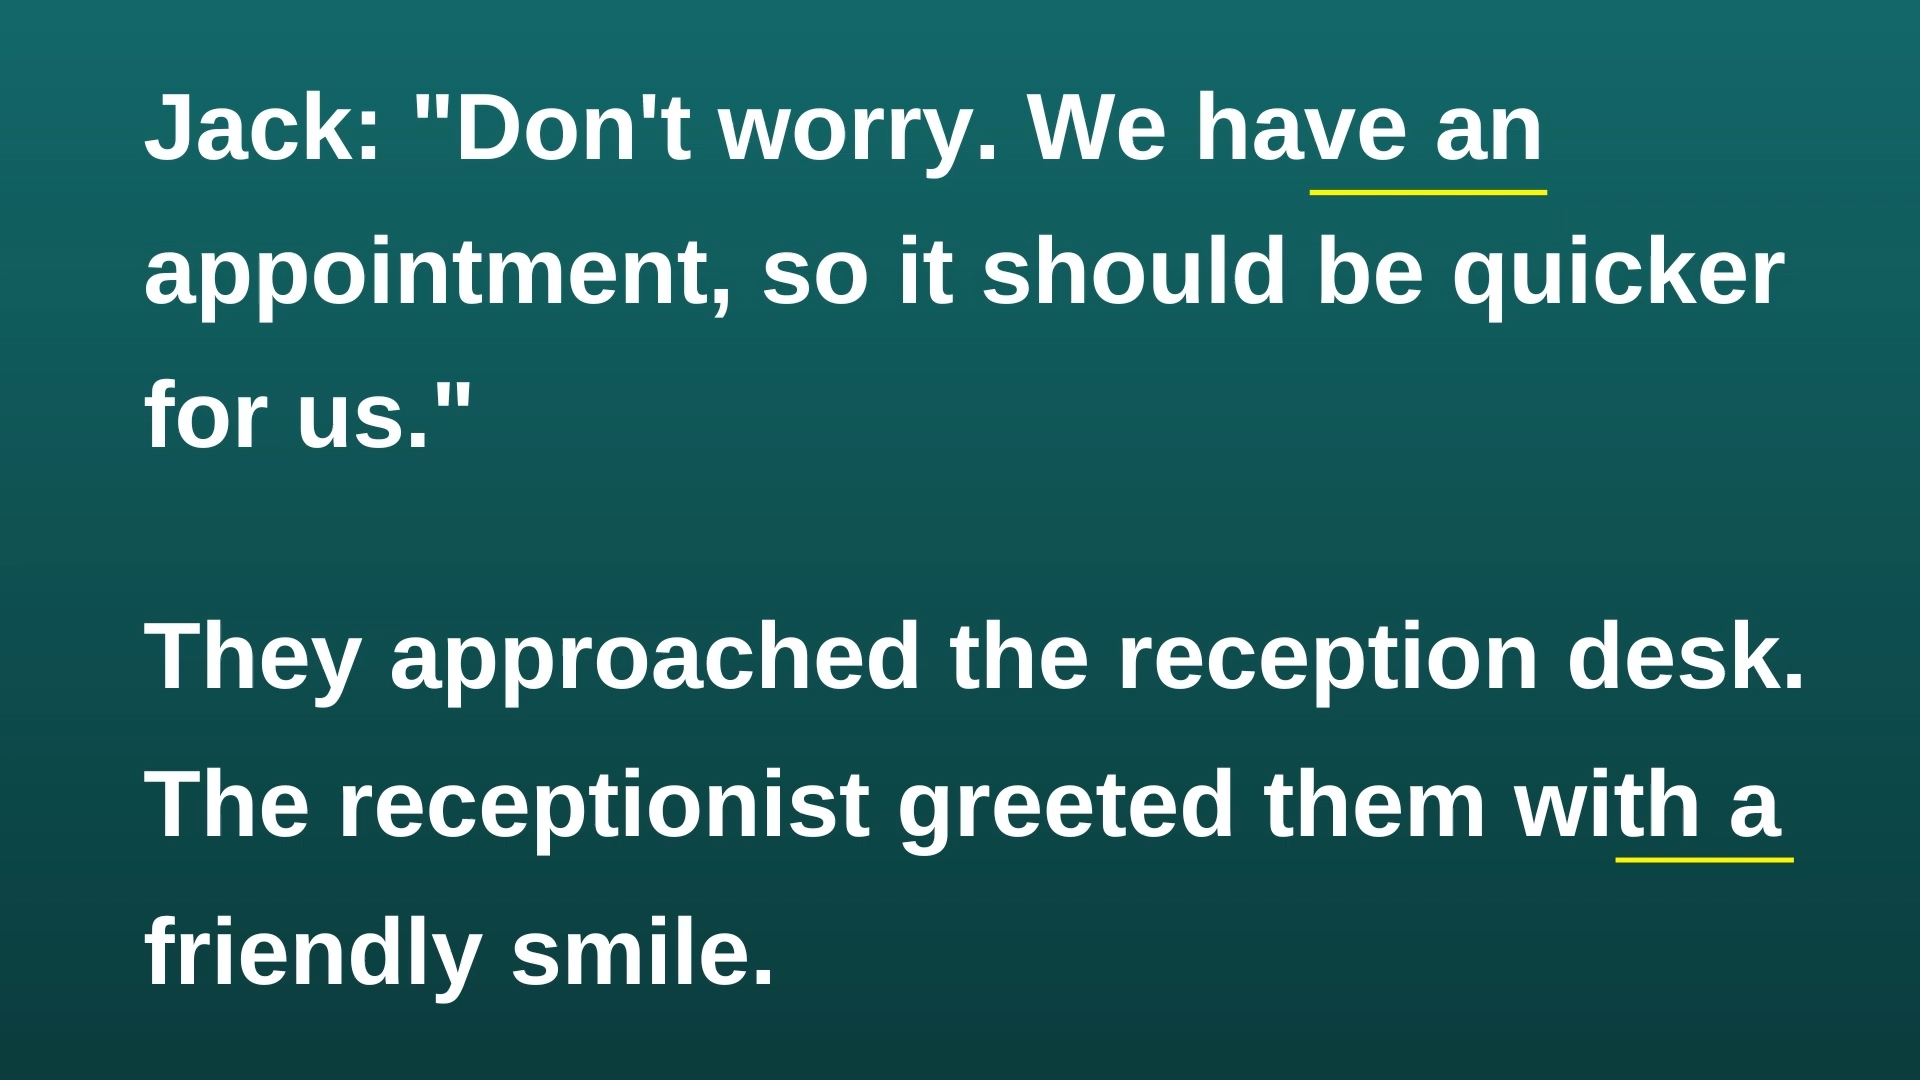 Jack: "Don't worry. We have an
appointment, so it should be quicker
for us."
They approached the reception desk.
The receptionist greeted them with a
friendly smile.